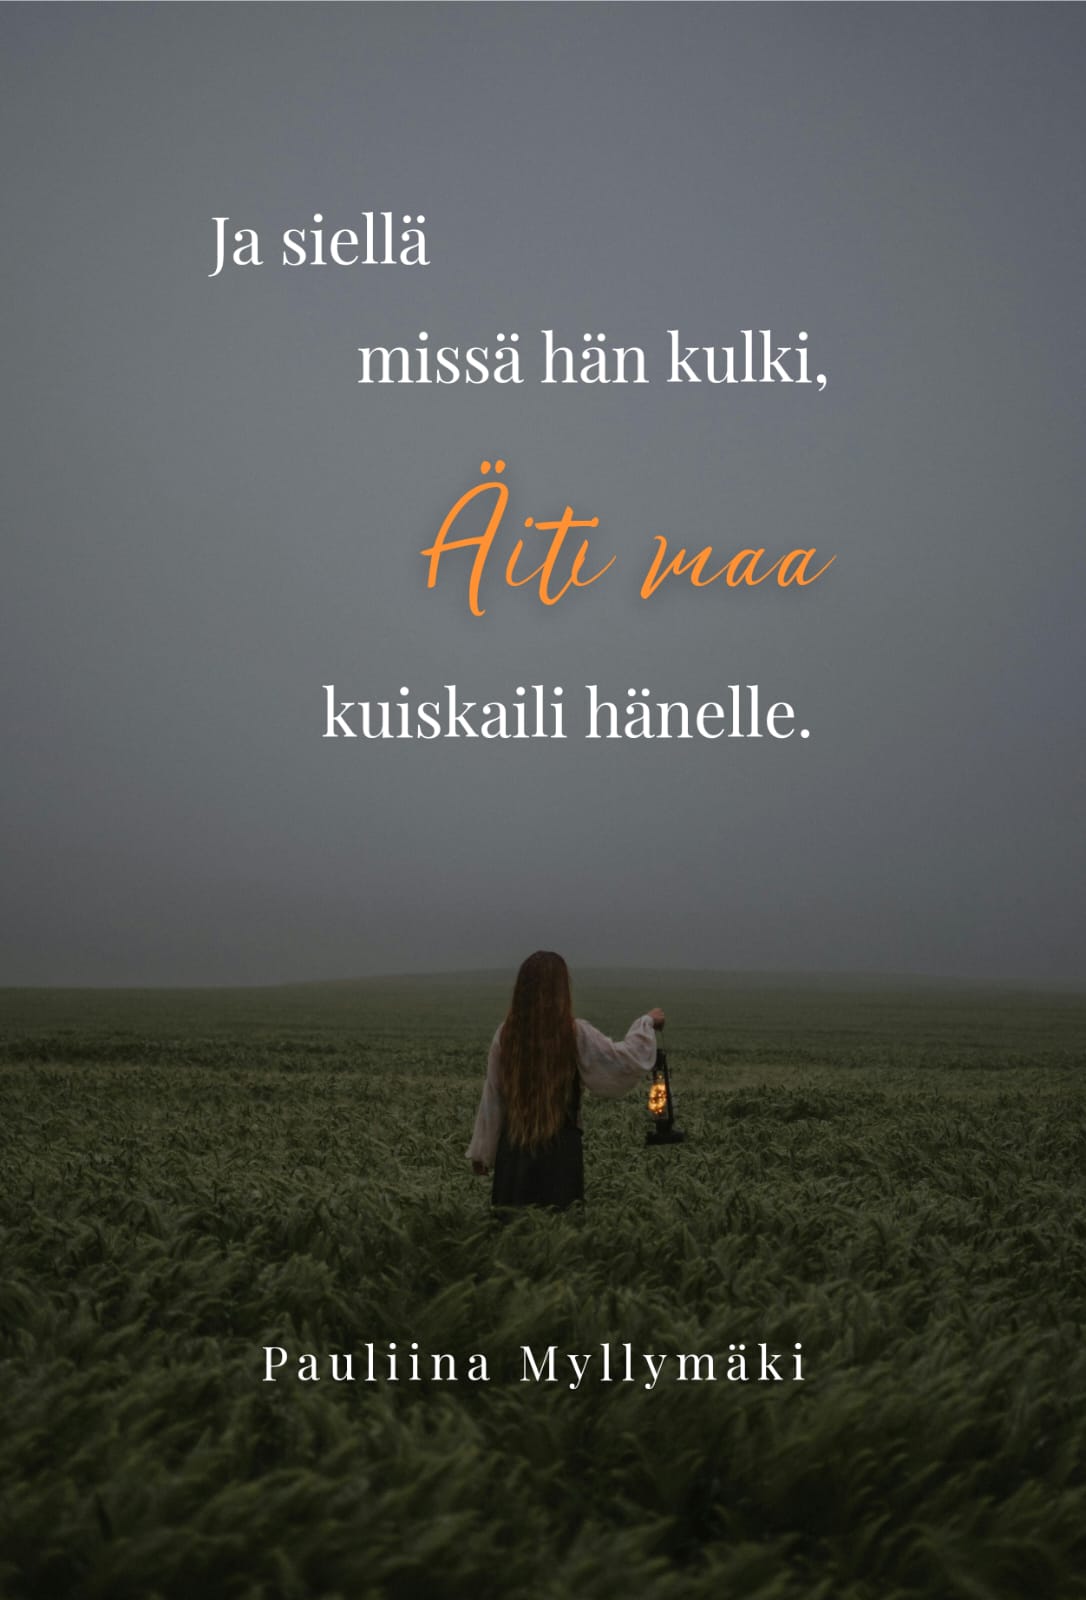 Ja siellä
missä hän kulki,
Äiti maa
kuiskaili hänelle.
Pauliina Myllymäki